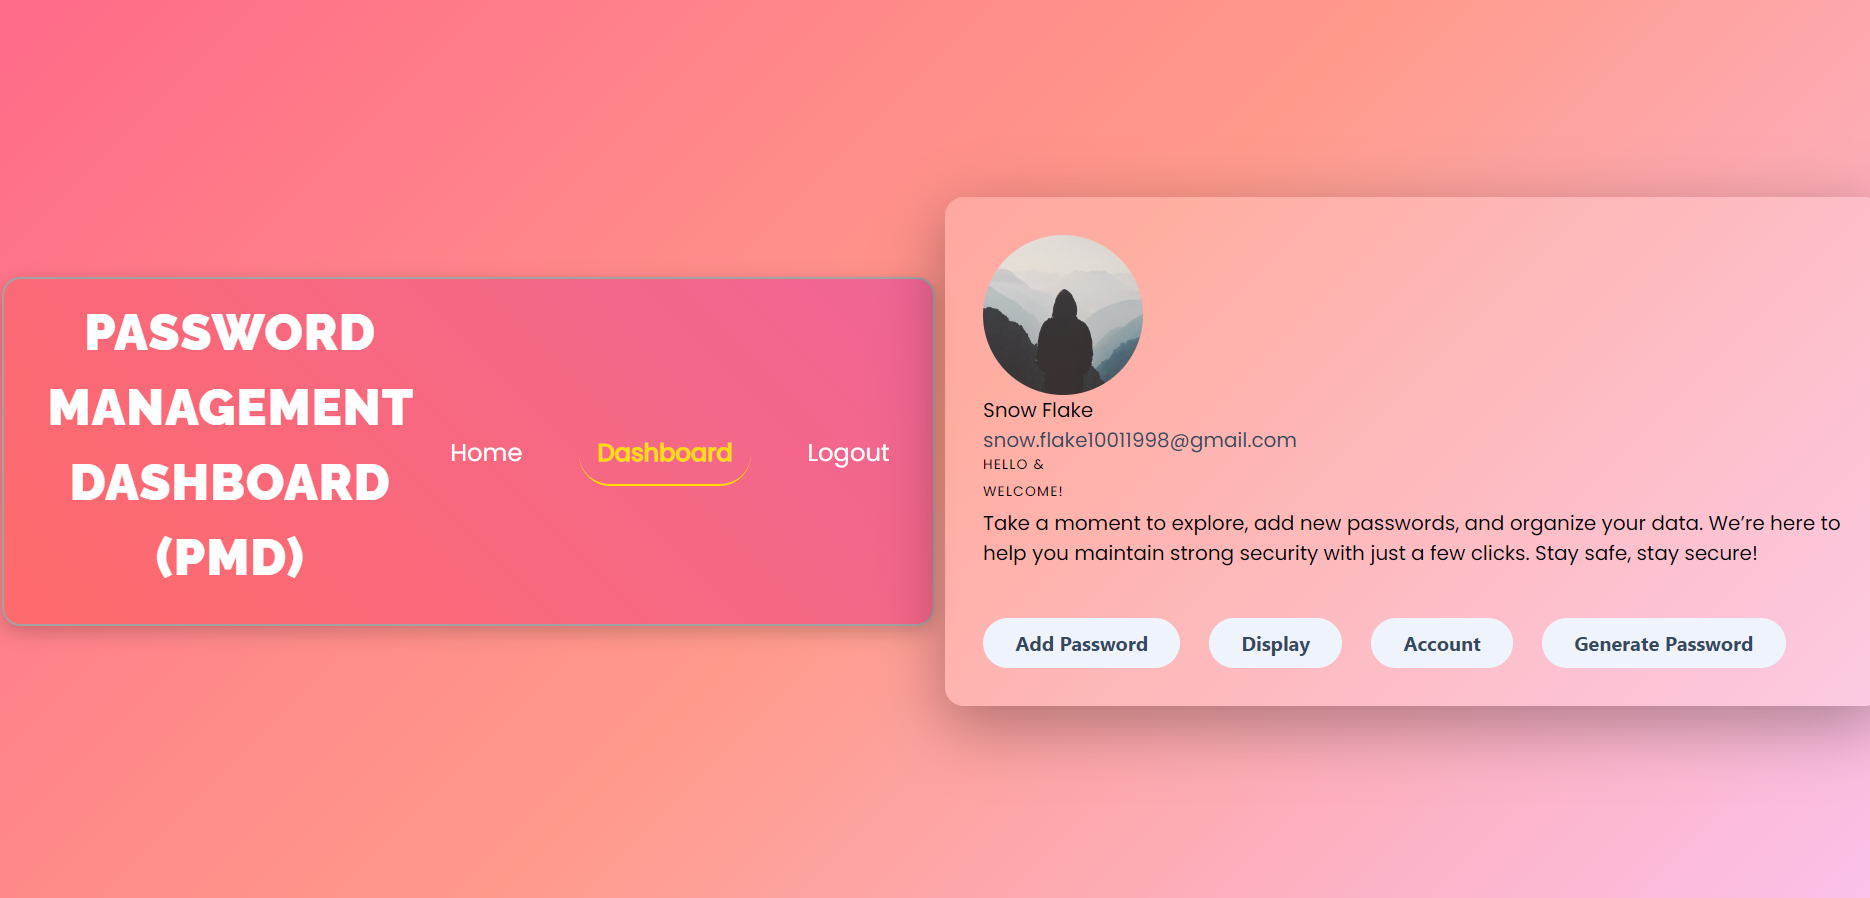 PASSWORD
MANAGEMENT
DASHBOARD
(PMD)
Home
Dashboard
Logout
Snow Flake
snow.flake10011998@gmail.com
HELLO &
WELCOME!
Take a moment to explore, add new passwords, and organize your data. We’re here to
help you maintain strong security with just a few clicks. Stay safe, stay secure!
Add Password
Display
Account
Generate Password